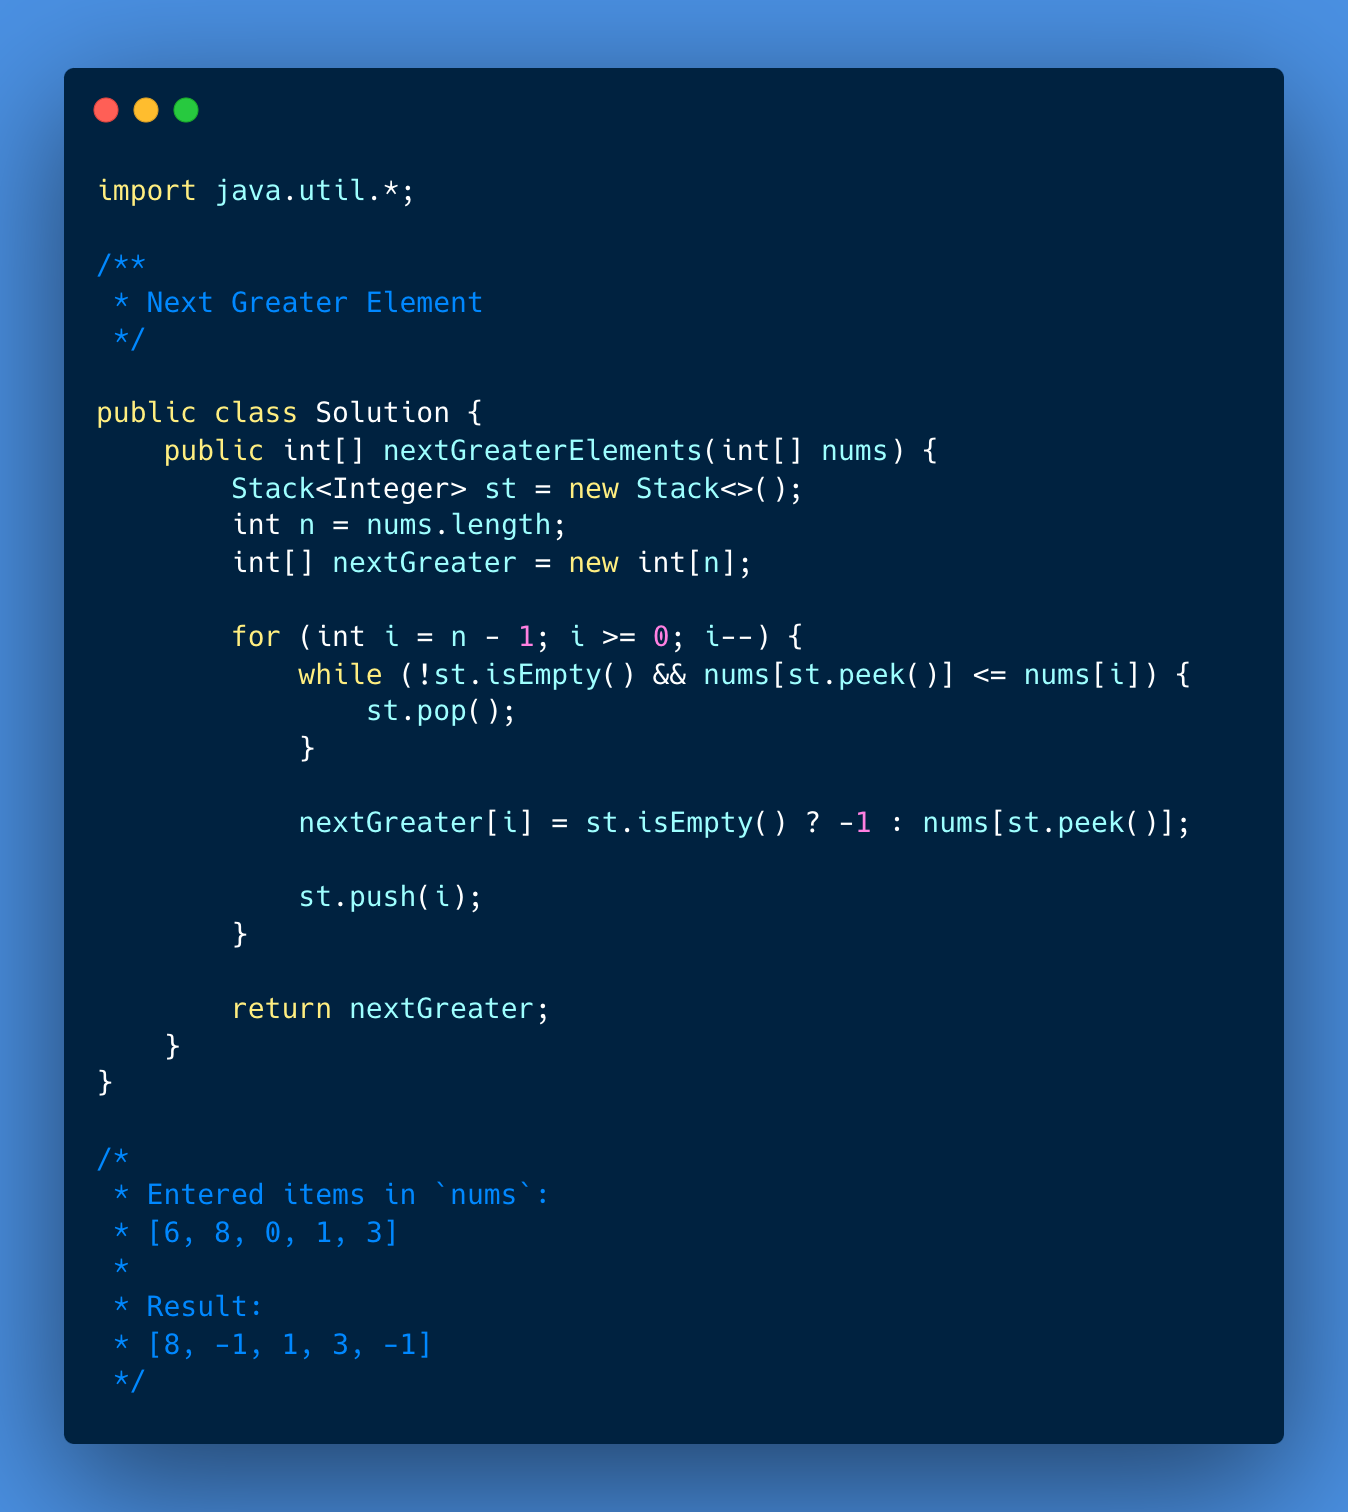 import java.util.*;

/**
 * Next Greater Element
 */

public class Solution {
    public int[] nextGreaterElements(int[] nums) {
        Stack<Integer> st = new Stack<>();
        int n = nums.length;
        int[] nextGreater = new int[n];

        for (int i = n - 1; i >= 0; i--) {
            while (!st.isEmpty() && nums[st.peek()] <= nums[i]) {
                st.pop();
            }

            nextGreater[i] = st.isEmpty() ? -1 : nums[st.peek()];

            st.push(i);
        }

        return nextGreater;
    }
}

/*
 * Entered items in `nums`:
 * [6, 8, 0, 1, 3]
 *
 * Result:
 * [8, -1, 1, 3, -1]
 */